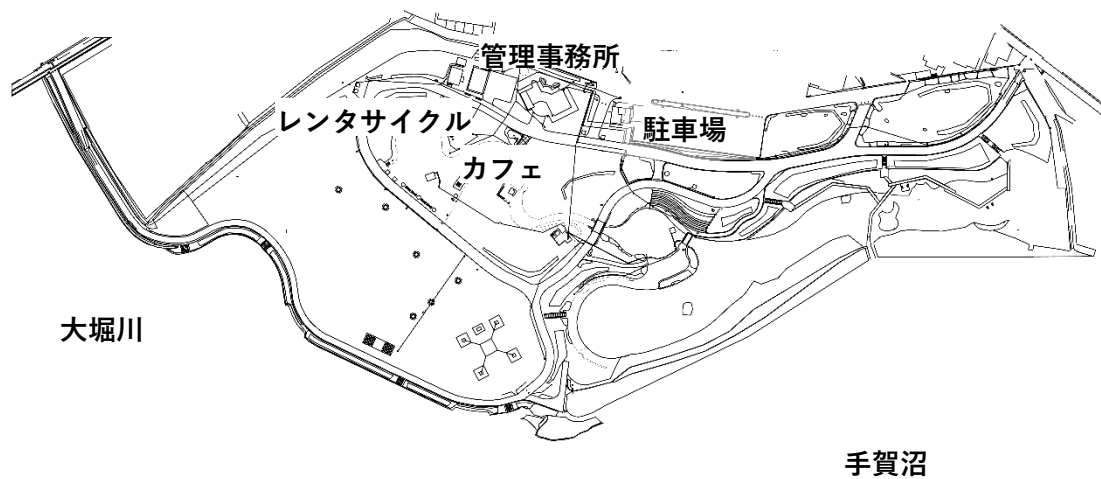 管理事務所
レンタサイクル
駐車場
カフェ
大堀川
手賀沼